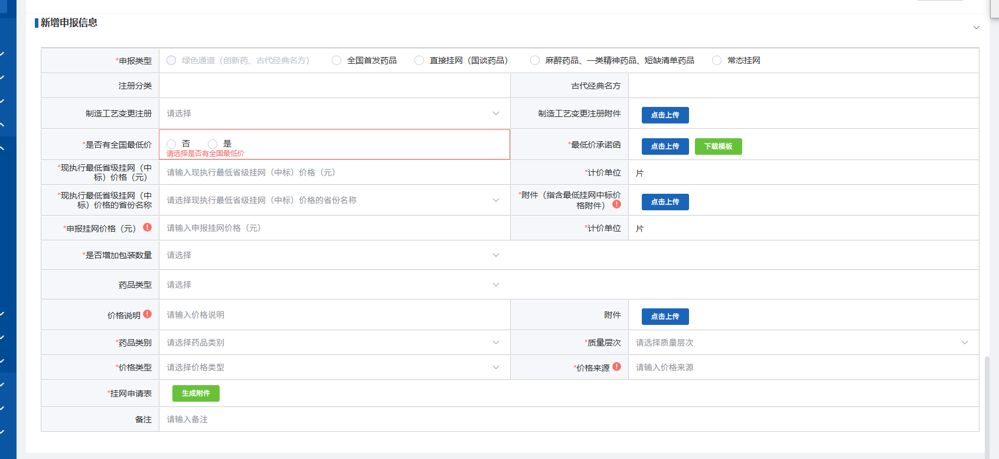 新增申报信息
*申报类型 绿色通道（创新药、古代经典名方） 全国首发药品 直接挂网（国谈药品） 麻醉药品、一类精神药品、短缺清单药品 常态挂网
注册分类 古代经典名方
制造工艺变更注册 请选择 制造工艺变更注册附件 点击上传
*是否有全国最低价 否 是 *最低价承诺函 点击上传 下载模板
请选择是否有全国最低价
*现执行最低省级挂网（中
标）价格（元） 请输入现执行最低省级挂网（中标）价格（元） *计价单位 片
*现执行最低省级挂网（中
标）价格的省份名称 请选择现执行最低省级挂网（中标）价格的省份名称 *附件（指含最低挂网中标价
格附件） 点击上传
*申报挂网价格（元） 请输入申报挂网价格（元） *计价单位 片
*是否增加包装数量 请选择
药品类型 请选择
价格说明 请输入价格说明 附件 点击上传
*药品类别 请选择药品类别 *质量层次 请选择质量层次
*价格类型 请选择价格类型 *价格来源 请输入价格来源
*挂网申请表 生成附件
备注 请输入备注